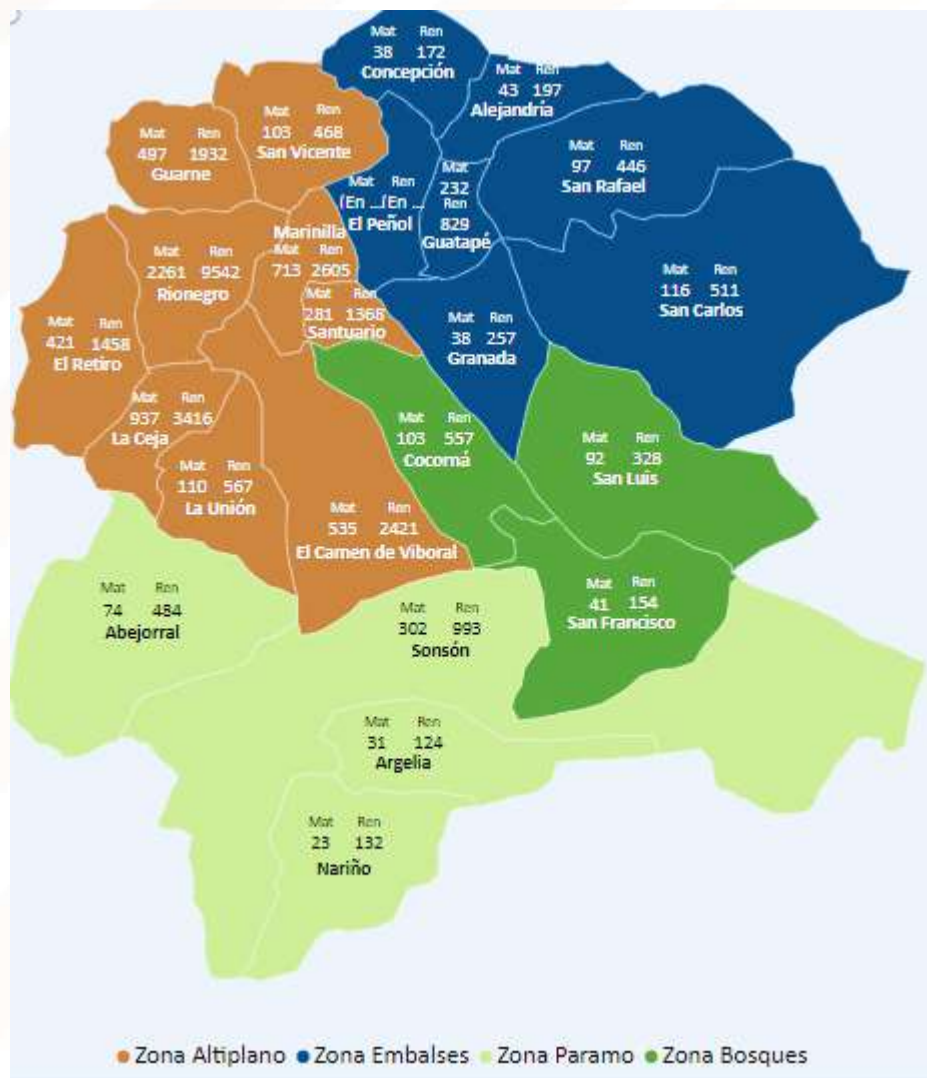 Mat Ren
38 172
Concepción
Mat Ren
43 197
Alejandría
Mat Ren
103 468
San Vicente
Mat Ren
497 1932
Guarne
Mat Ren
97 446
San Rafael
Mat Ren
(En ... (En ...
El Peñol
Mat
232
Ren
829
Guatapé
Marinilla
Mat Ren
713 2605
Mat Ren
2261 9542
Rionegro
Mat Ren
116 511
San Carlos
Mat Ren
281 1368
Santuario
Mat Ren
38 257
Granada
Mat Ren
421 1458
El Retiro
Mat Ren
937 3416
La Ceja
Mat Ren
103 557
Cocorná
Mat Ren
92 328
San Luis
Mat Ren
110 567
La Unión
Mat Ren
535 2421
El Camen de Viboral
Mat Ren
74 484
Abejorral
Mat Ren
302 993
Sonsón
Mat Ren
41 154
San Francisco
Mat Ren
31 124
Argelia
Mat Ren
23 132
Nariño
Zona Altiplano Zona Embalses Zona Paramo Zona Bosques